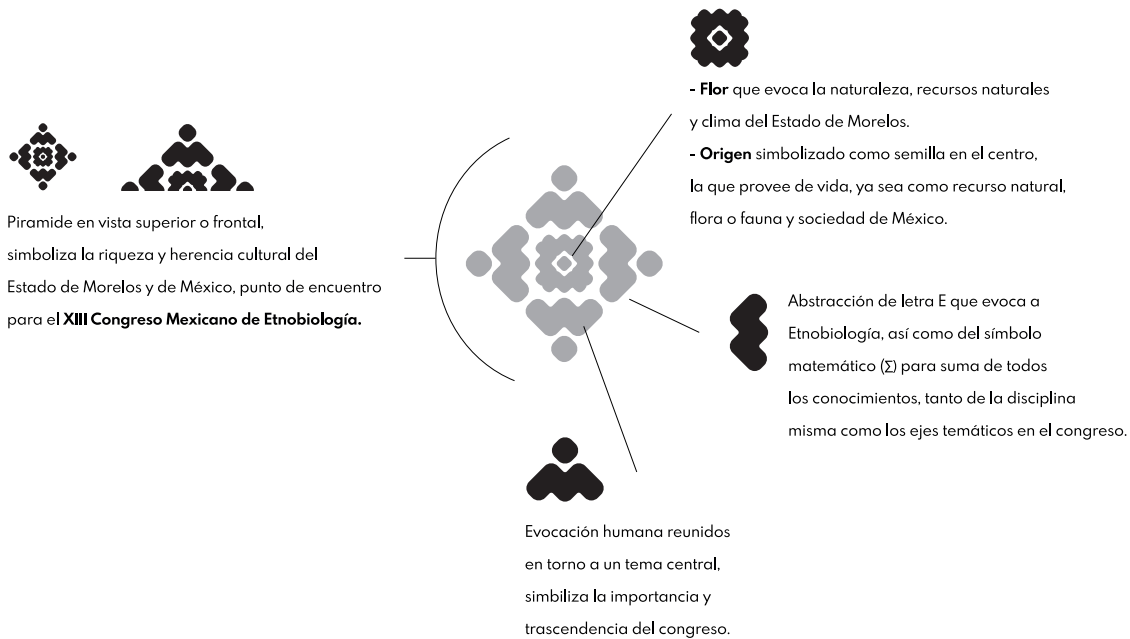 - Flor que evoca la naturaleza, recursos naturales
y clima del Estado de Morelos.
- Origen simbolizado como semilla en el centro,
la que provee de vida, ya sea como recurso natural,
flora o fauna y sociedad de México.
Piramide en vista superior o frontal,
simboliza la riqueza y herencia cultural del
Estado de Morelos y de México, punto de encuentro
para el XIII Congreso Mexicano de Etnobiología.
Abstracción de letra E que evoca a
Etnobiología, así como del símbolo
matemático (Σ) para suma de todos
los conocimientos, tanto de la disciplina
misma como los ejes temáticos en el congreso.
Evocación humana reunidos
en torno a un tema central,
simbiliza la importancia y
trascendencia del congreso.